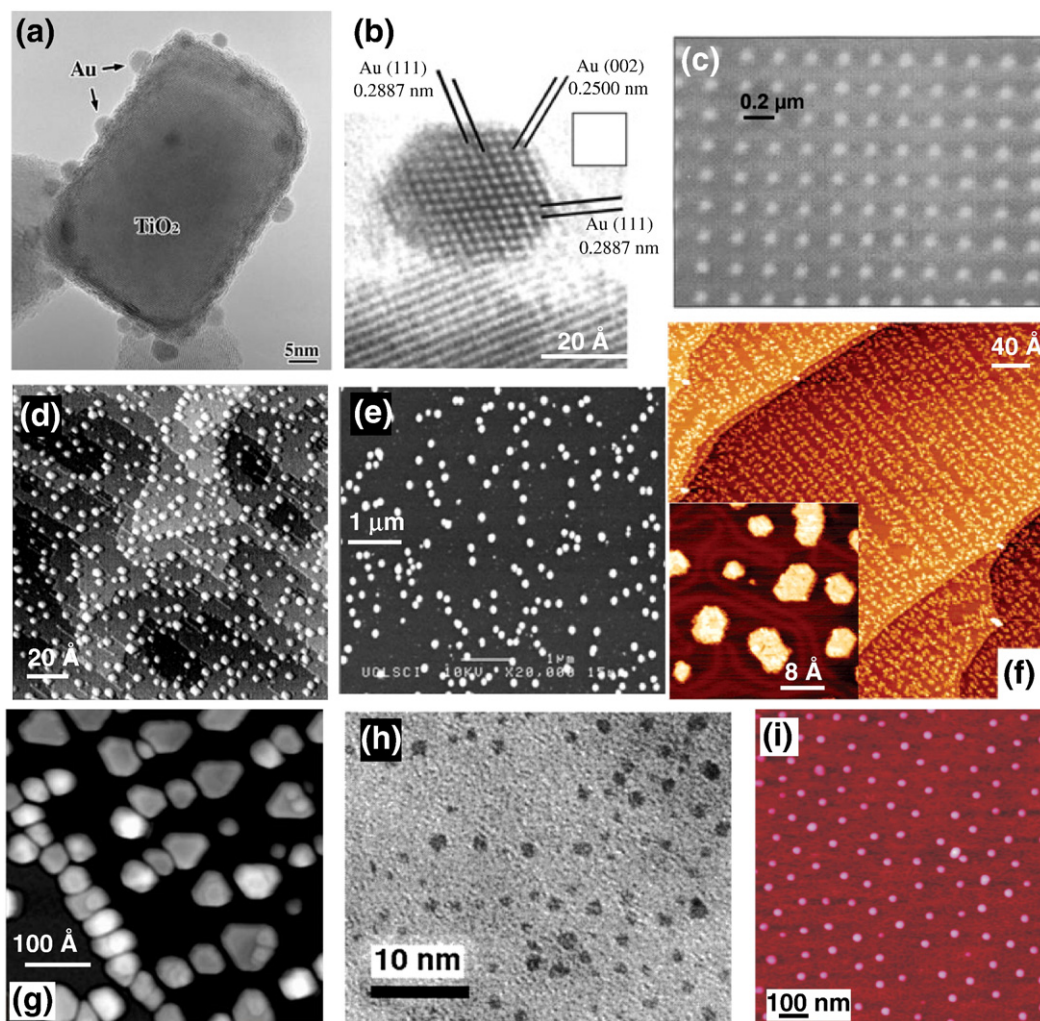 (a)
Au
TiO₂
5nm
(b)
Au (111)
0.2887 nm
Au (002)
0.2500 nm
Au (111)
0.2887 nm
20 Å
(c)
0.2 μm
(d)
20 Å
(e)
1 μm
1μm
UOLSCI 10KV X20,000 15mm
40 Å
8 Å
(f)
100 Å
(g)
(h)
10 nm
(i)
100 nm